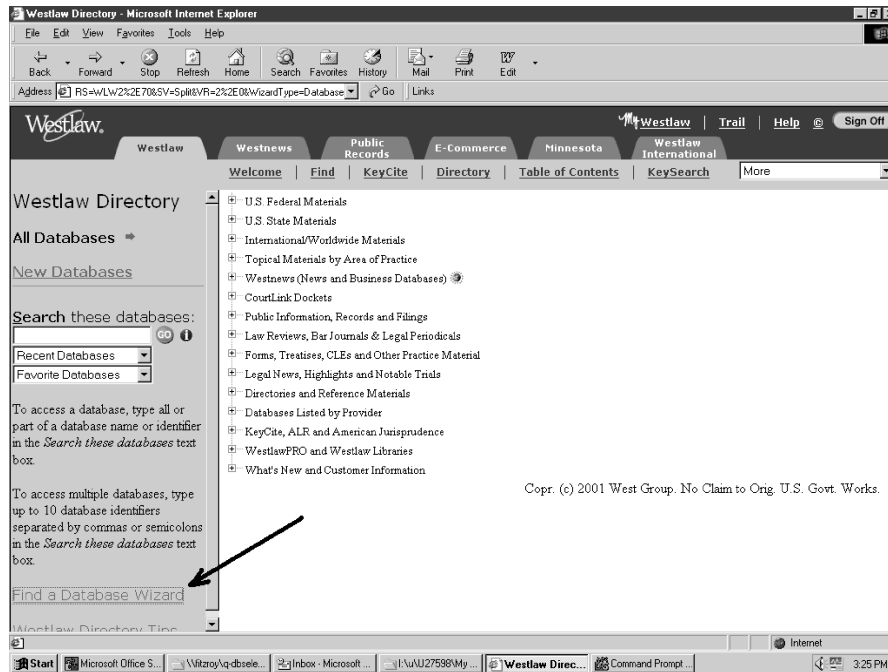 Westlaw Directory - Microsoft Internet Explorer
File Edit View Favorites Tools Help
Back Forward Stop Refresh Home Search Favorites History Mail Print Edit
Address RS=WLW2%2E70&SV=Split&VR=2%2E0&WizardType=Database Go Links
Westlaw.
My Westlaw | Trail | Help © Sign Off
Westlaw Westnews Public Records E-Commerce Minnesota Westlaw International
Welcome | Find | KeyCite | Directory | Table of Contents | KeySearch More
Westlaw Directory
All Databases
New Databases
Search these databases:
GO
Recent Databases
Favorite Databases
To access a database, type all or
part of a database name or identifier
in the Search these databases text
box.
To access multiple databases, type
up to 10 database identifiers
separated by commas or semicolons
in the Search these databases text
box.
Find a Database Wizard
Westlaw Directory Tips
U.S. Federal Materials
U.S. State Materials
International/Worldwide Materials
Topical Materials by Area of Practice
Westnews (News and Business Databases)
CourtLink Dockets
Public Information, Records and Filings
Law Reviews, Bar Journals & Legal Periodicals
Forms, Treatises, CLEs and Other Practice Material
Legal News, Highlights and Notable Trials
Directories and Reference Materials
Databases Listed by Provider
KeyCite, ALR and American Jurisprudence
WestlawPRO and Westlaw Libraries
What's New and Customer Information
Copr. (c) 2001 West Group. No Claim to Orig. U.S. Govt. Works.
Internet
Start Microsoft Office S... \\fitzroy\q-dbsele... Inbox - Microsoft ... I:\u\U27598\My ... Westlaw Direc... Command Prompt ... 3:25 PM